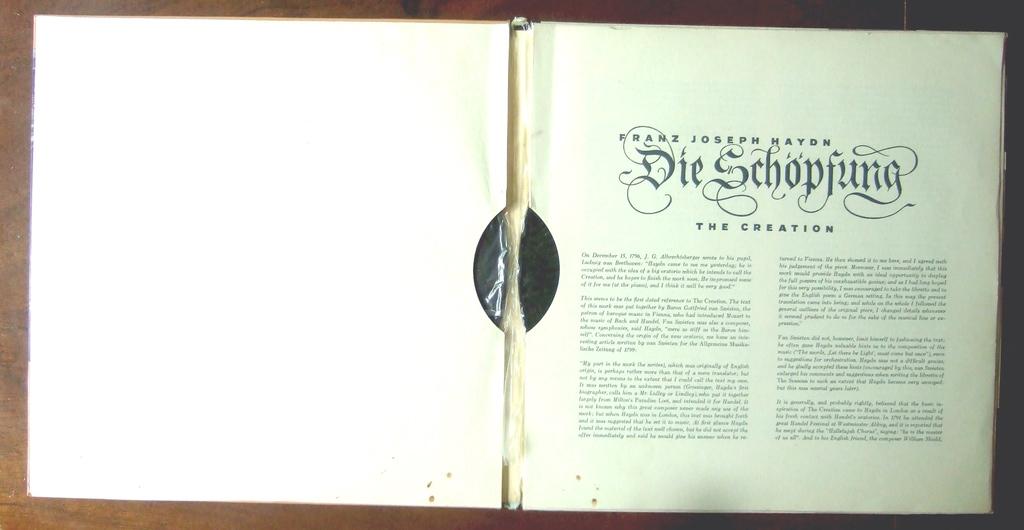 FRANZ JOSEPH HAYDN
Die Schöpfung
THE CREATION
On December 15, 1796, J. G. Albrechtsberger wrote to his pupil,
Ludwig van Beethoven: "Haydn came to me yesterday; he is
occupied with the idea of a big oratorio which he intends to call the
Creation, and he hopes to finish the work soon. He improvised some
of it for me (at the piano), and I think it will be very good."
This seems to be the first dated reference to The Creation. The text
of this work was put together by Baron Gottfried van Swieten, the
patron of baroque music in Vienna, who had introduced Mozart to
the music of Bach and Handel. Van Swieten was also a composer,
whose symphonies, said Haydn, "were as stiff as the Baron him-
self". Concerning the origin of the new oratorio, we have an inte-
resting article written by van Swieten for the Allgemeine Musika-
lische Zeitung of 1799:
"My part in the work (he writes), which was originally of English
origin, is perhaps rather more than that of a mere translator; but
not by any means to the extent that I could call the text my own.
It was written by an unknown person (Griesinger, Haydn's first
biographer, calls him a Mr. Lidley or Lindley), who put it together
largely from Milton's Paradise Lost, and intended it for Handel. It
is not known why this great composer never made any use of the
work; but when Haydn was in London, this text was brought forth
and it was suggested that he set it to music. At first glance Haydn
found the material of the text well chosen, but he did not accept the
offer immediately and said he would give his answer when he re-
turned to Vienna. He then showed it to me here, and I agreed with
his judgement of the piece. Moreover, I was immediately that this
work would provide Haydn with an ideal opportunity to display
the full powers of his inexhaustible genius; and as I had long hoped
for this very possibility, I was encouraged to take the libretto and to
give the English poem a German setting. In this way the present
translation came into being; and while on the whole I followed the
general outlines of the original piece, I changed details whenever
it seemed prudent to do so for the sake of the musical line or ex-
pression."
Van Swieten did not, however, limit himself to fashioning the text;
he often gave Haydn valuable hints as to the composition of the
music ("The words, 'Let there be Light', must come but once"), even
to suggestions for orchestration. Haydn was not a difficult genius,
and he gladly accepted these hints (encouraged by this, van Swieten
enlarged his comments and suggestions when writing the libretto of
The Seasons to such an extent that Haydn became very annoyed;
but this was several years later).
It is generally, and probably rightly, believed that the basic in-
spiration of The Creation came to Haydn in London as a result of
his fresh contact with Handel's oratorios. In 1791 he attended the
great Handel Festival at Westminster Abbey, and it is reported that
he wept during the "Hallelujah Chorus", saying: "he is the master
of us all". And to his English friend, the composer William Shield,